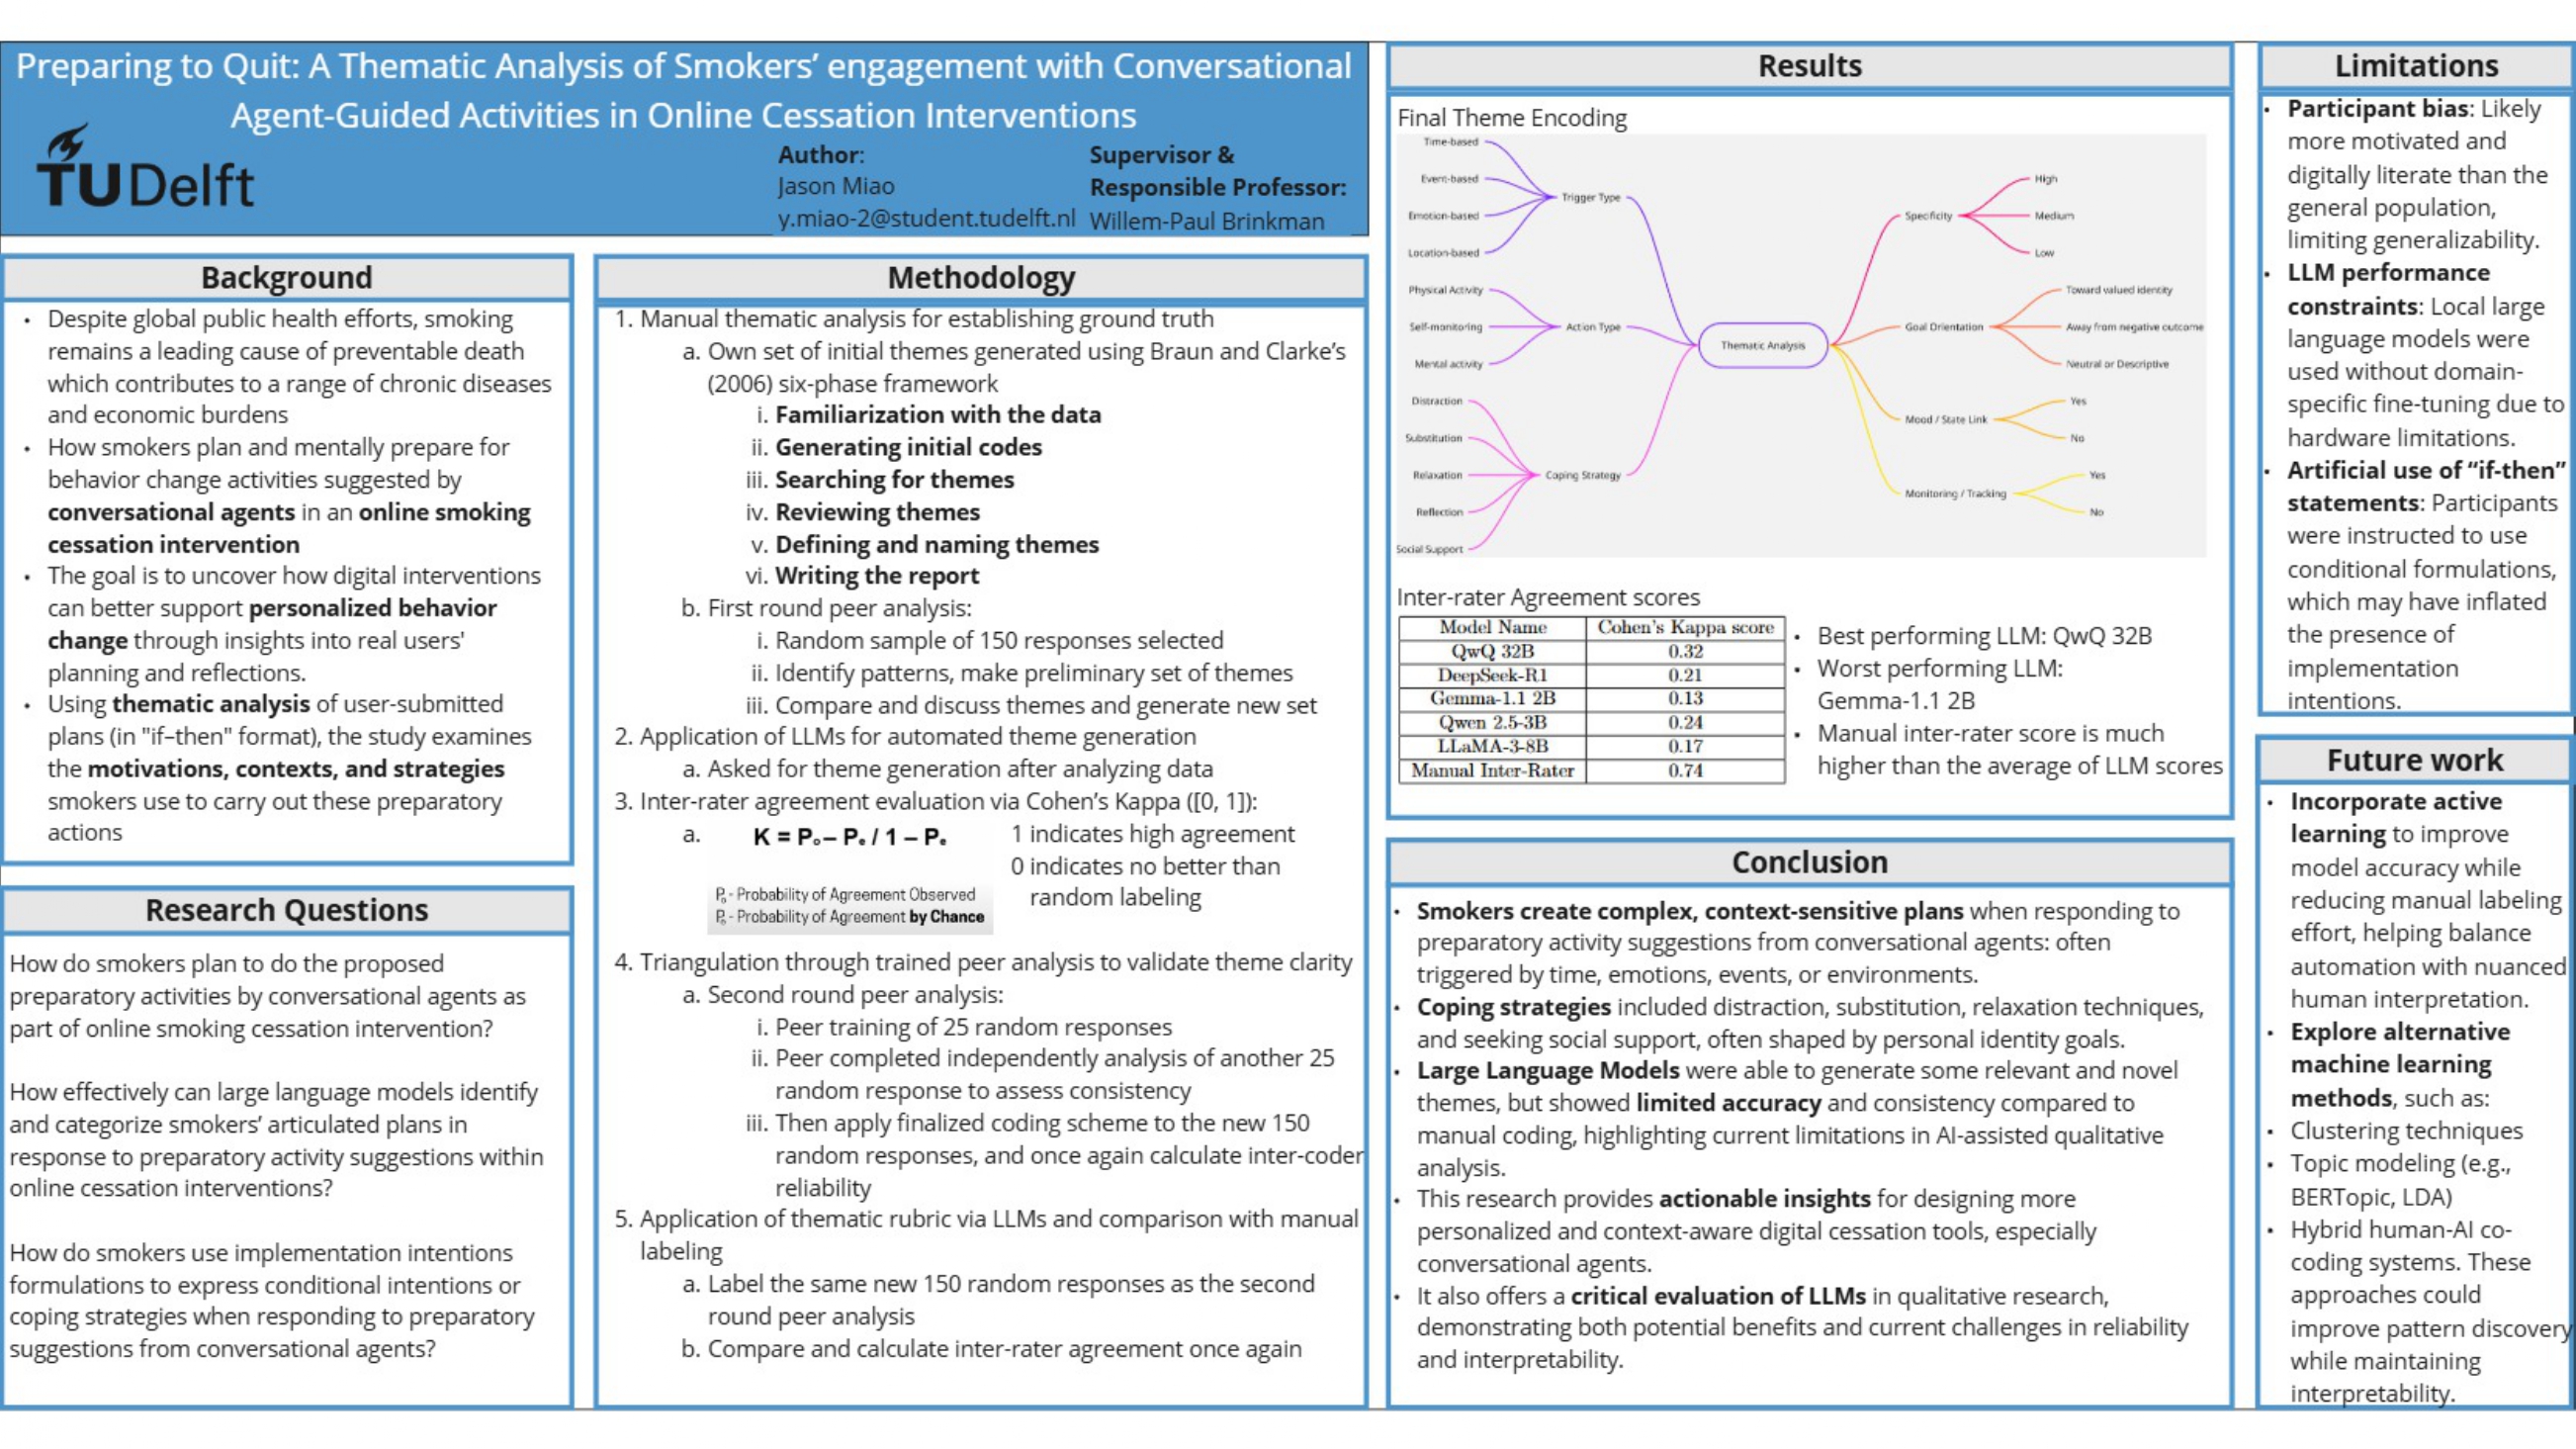 Preparing to Quit: A Thematic Analysis of Smokers’ engagement with Conversational
Agent-Guided Activities in Online Cessation Interventions
TUDelft
Author:
Jason Miao
y.miao-2@student.tudelft.nl
Supervisor &
Responsible Professor:
Willem-Paul Brinkman
Background
• Despite global public health efforts, smoking
remains a leading cause of preventable death
which contributes to a range of chronic diseases
and economic burdens
• How smokers plan and mentally prepare for
behavior change activities suggested by
conversational agents in an online smoking
cessation intervention
• The goal is to uncover how digital interventions
can better support personalized behavior
change through insights into real users'
planning and reflections.
• Using thematic analysis of user-submitted
plans (in "if–then" format), the study examines
the motivations, contexts, and strategies
smokers use to carry out these preparatory
actions
Research Questions
How do smokers plan to do the proposed
preparatory activities by conversational agents as
part of online smoking cessation intervention?
How effectively can large language models identify
and categorize smokers’ articulated plans in
response to preparatory activity suggestions within
online cessation interventions?
How do smokers use implementation intentions
formulations to express conditional intentions or
coping strategies when responding to preparatory
suggestions from conversational agents?
Methodology
1. Manual thematic analysis for establishing ground truth
a. Own set of initial themes generated using Braun and Clarke’s
(2006) six-phase framework
i. Familiarization with the data
ii. Generating initial codes
iii. Searching for themes
iv. Reviewing themes
v. Defining and naming themes
vi. Writing the report
b. First round peer analysis:
i. Random sample of 150 responses selected
ii. Identify patterns, make preliminary set of themes
iii. Compare and discuss themes and generate new set
2. Application of LLMs for automated theme generation
a. Asked for theme generation after analyzing data
3. Inter-rater agreement evaluation via Cohen’s Kappa ([0, 1]):
a. K = Po – Pe / 1 – Pe
Po - Probability of Agreement Observed
Pe - Probability of Agreement by Chance
1 indicates high agreement
0 indicates no better than
random labeling
4. Triangulation through trained peer analysis to validate theme clarity
a. Second round peer analysis:
i. Peer training of 25 random responses
ii. Peer completed independently analysis of another 25
random response to assess consistency
iii. Then apply finalized coding scheme to the new 150
random responses, and once again calculate inter-coder
reliability
5. Application of thematic rubric via LLMs and comparison with manual
labeling
a. Label the same new 150 random responses as the second
round peer analysis
b. Compare and calculate inter-rater agreement once again
Results
Final Theme Encoding
Time-based
Event-based
Emotion-based
Location-based
Trigger Type
Physical Activity
Self-monitoring
Mental activity
Action Type
Distraction
Substitution
Relaxation
Reflection
Social Support
Coping Strategy
Thematic Analysis
Specificity
High
Medium
Low
Goal Orientation
Toward valued identity
Away from negative outcome
Neutral or Descriptive
Mood / State Link
Yes
No
Monitoring / Tracking
Yes
No
Inter-rater Agreement scores
Model Name Cohen’s Kappa score
QwQ 32B 0.32
DeepSeek-R1 0.21
Gemma-1.1 2B 0.13
Qwen 2.5-3B 0.24
LLaMA-3-8B 0.17
Manual Inter-Rater 0.74
• Best performing LLM: QwQ 32B
• Worst performing LLM:
Gemma-1.1 2B
• Manual inter-rater score is much
higher than the average of LLM scores
Conclusion
• Smokers create complex, context-sensitive plans when responding to
preparatory activity suggestions from conversational agents: often
triggered by time, emotions, events, or environments.
• Coping strategies included distraction, substitution, relaxation techniques,
and seeking social support, often shaped by personal identity goals.
• Large Language Models were able to generate some relevant and novel
themes, but showed limited accuracy and consistency compared to
manual coding, highlighting current limitations in AI-assisted qualitative
analysis.
• This research provides actionable insights for designing more
personalized and context-aware digital cessation tools, especially
conversational agents.
• It also offers a critical evaluation of LLMs in qualitative research,
demonstrating both potential benefits and current challenges in reliability
and interpretability.
Limitations
• Participant bias: Likely
more motivated and
digitally literate than the
general population,
limiting generalizability.
• LLM performance
constraints: Local large
language models were
used without domain-
specific fine-tuning due to
hardware limitations.
• Artificial use of “if-then”
statements: Participants
were instructed to use
conditional formulations,
which may have inflated
the presence of
implementation
intentions.
Future work
• Incorporate active
learning to improve
model accuracy while
reducing manual labeling
effort, helping balance
automation with nuanced
human interpretation.
• Explore alternative
machine learning
methods, such as:
• Clustering techniques
• Topic modeling (e.g.,
BERTopic, LDA)
• Hybrid human-AI co-
coding systems. These
approaches could
improve pattern discovery
while maintaining
interpretability.